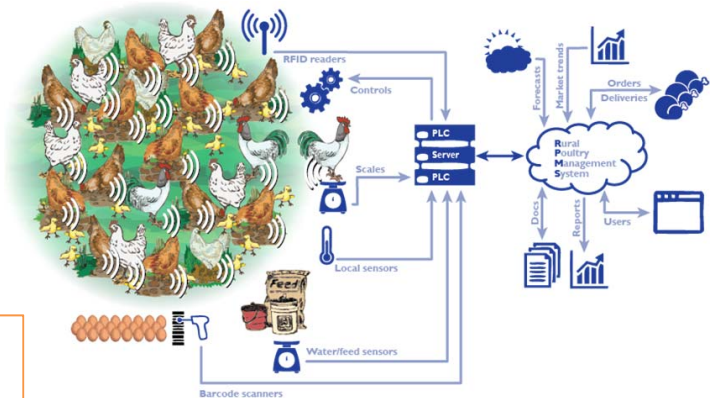 RFID readers
Controls
Scales
Local sensors
Feed
Water/feed sensors
Barcode scanners
PLC
Server
PLC
Forecasts
Market trends
Orders
Deliveries
Rural
Poultry
Management
System
Docs
Reports
Users